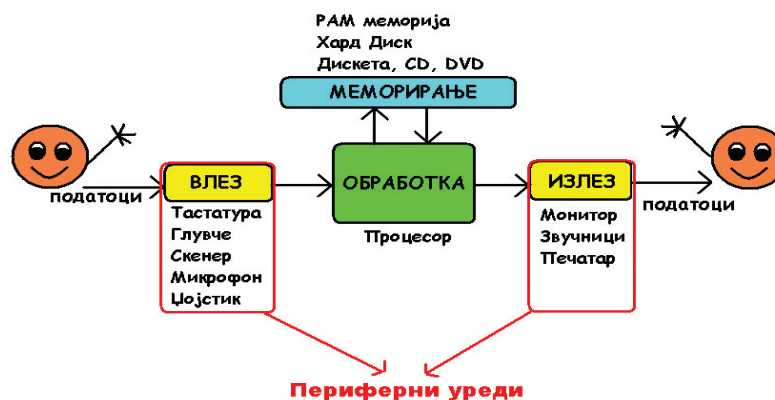 РАМ меморија
Хард Диск
Дискета, CD, DVD
МЕМОРИРАЊЕ
податоци
ВЛЕЗ
Тастатура
Глувче
Скенер
Микрофон
Џојстик
ОБРАБОТКА
Процесор
ИЗЛЕЗ
Монитор
Звучници
Печатар
податоци
Периферни уреди